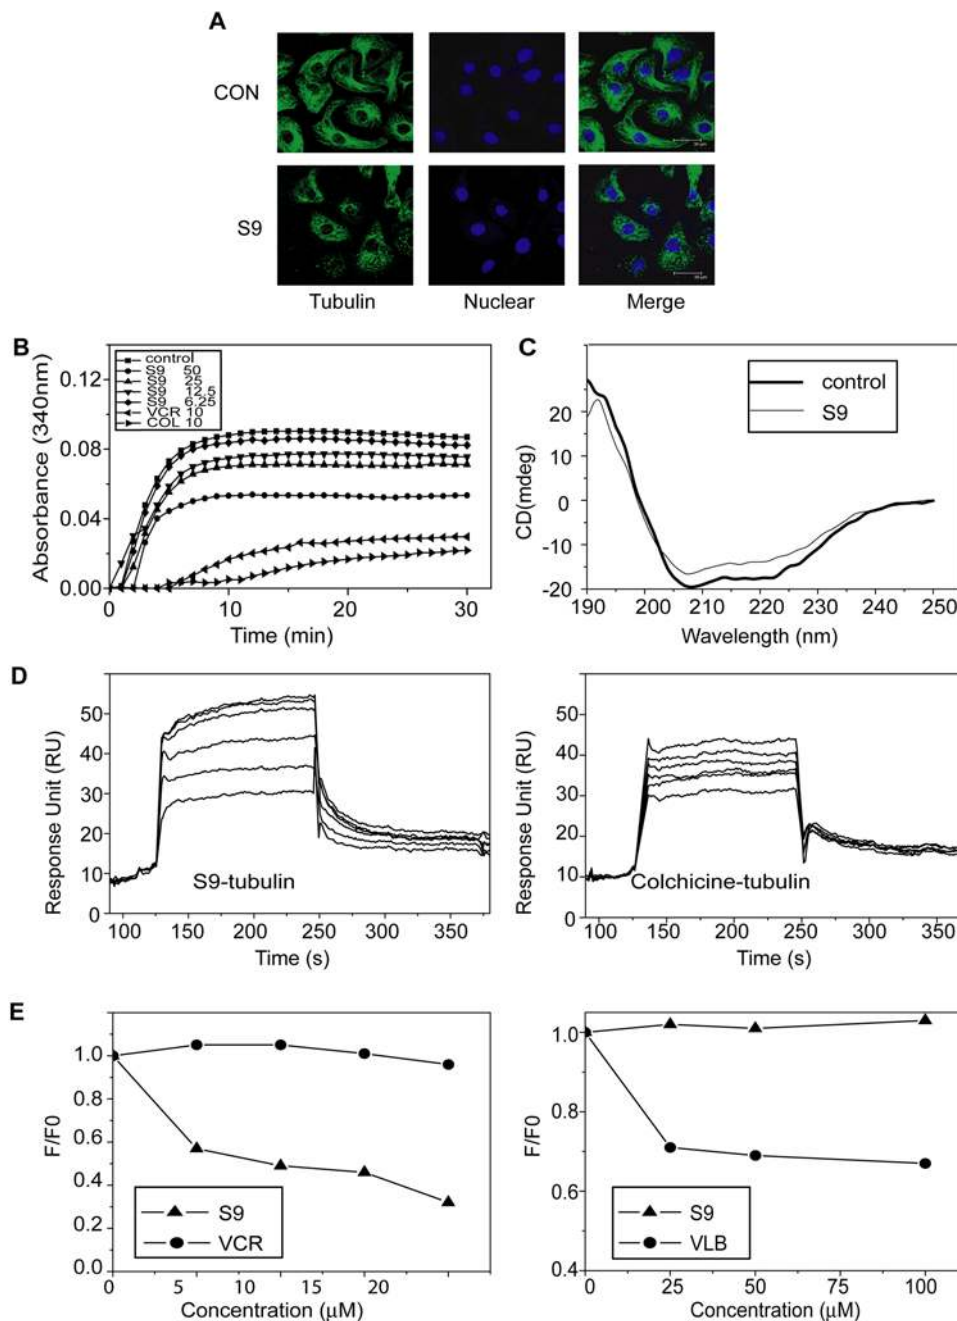 A
CON
S9
Tubulin Nuclear Merge
B
control
S9 50
S9 25
S9 12.5
S9 6.25
VCR 10
COL 10
Absorbance (340nm)
0.12
0.08
0.04
0.00
0 10 20 30
Time (min)
C
control
S9
CD(mdeg)
20
10
0
-10
-20
190 200 210 220 230 240 250
Wavelength (nm)
D
Response Unit (RU)
50
40
30
20
10
0
S9-tubulin
100 150 200 250 300 350
Time (s)
Response Unit (RU)
50
40
30
20
10
0
Colchicine-tubulin
100 150 200 250 300 350
Time (s)
E
F/F0
1.0
0.8
0.6
0.4
0.2
0.0
S9
VCR
0 5 10 15 20
Concentration (μM)
F/F0
1.0
0.8
0.6
0.4
S9
VLB
0 25 50 75 100
Concentration (μM)